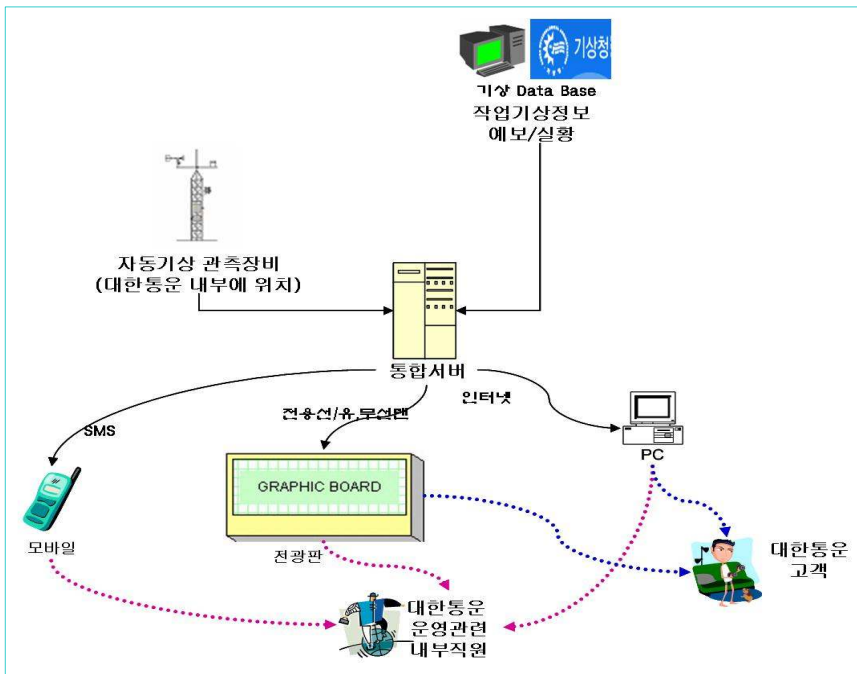 기상청
기상 Data Base
작업기상정보
예보/실황
자동기상 관측장비
(대한통운 내부에 위치)
통합서버
인터넷
전용선/유,무선랜
SMS
PC
GRAPHIC BOARD
모바일
전광판
대한통운
고객
대한통운
운영관련
내부직원